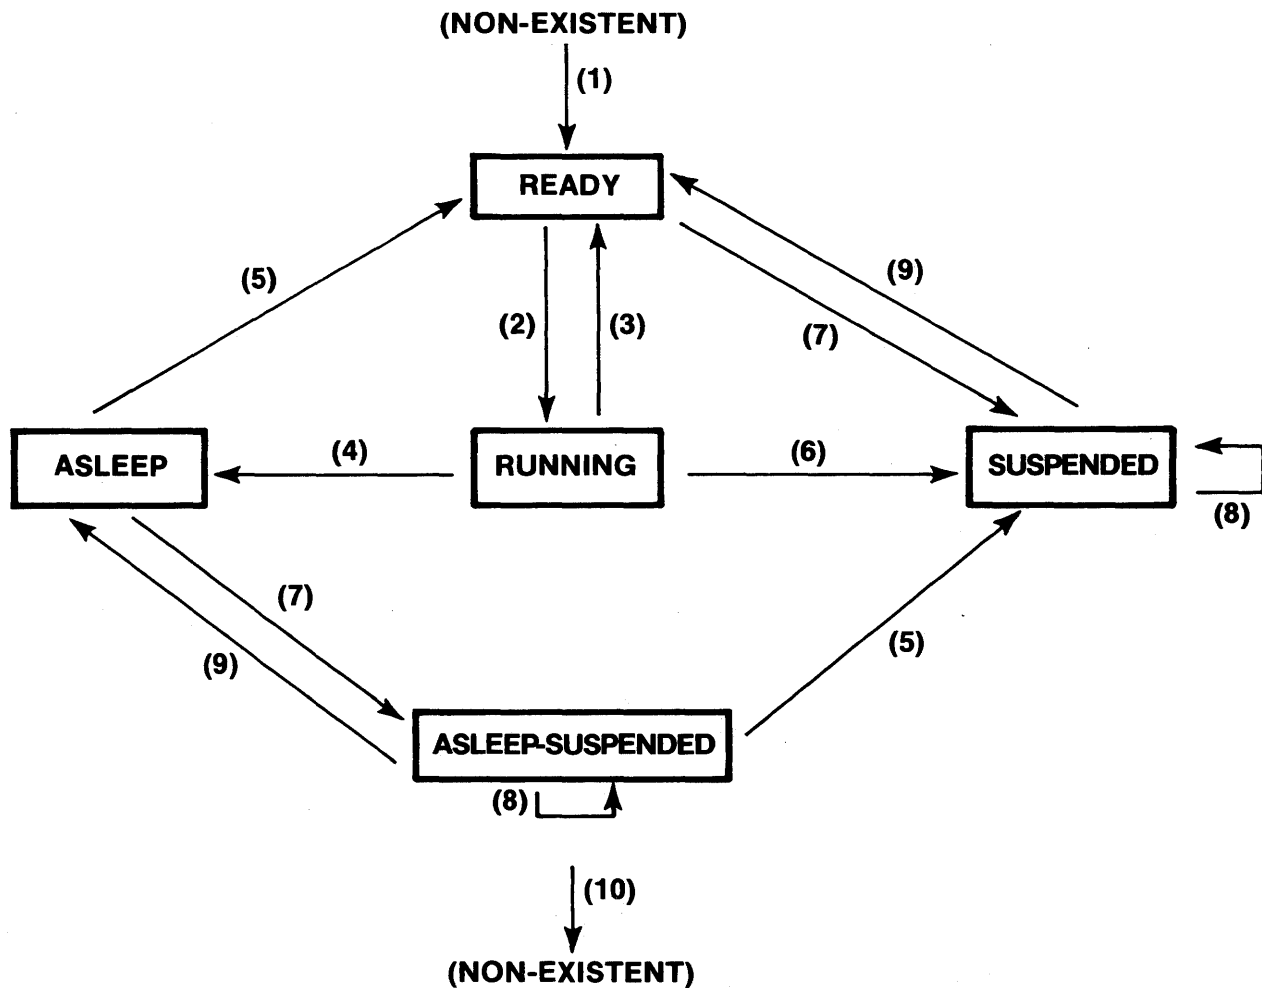 (NON-EXISTENT)
(1)
READY
(5)
(9)
(2)
(3)
(7)
ASLEEP
(4)
RUNNING
(6)
SUSPENDED
(8)
(7)
(9)
(5)
ASLEEP-SUSPENDED
(8)
(10)
(NON-EXISTENT)